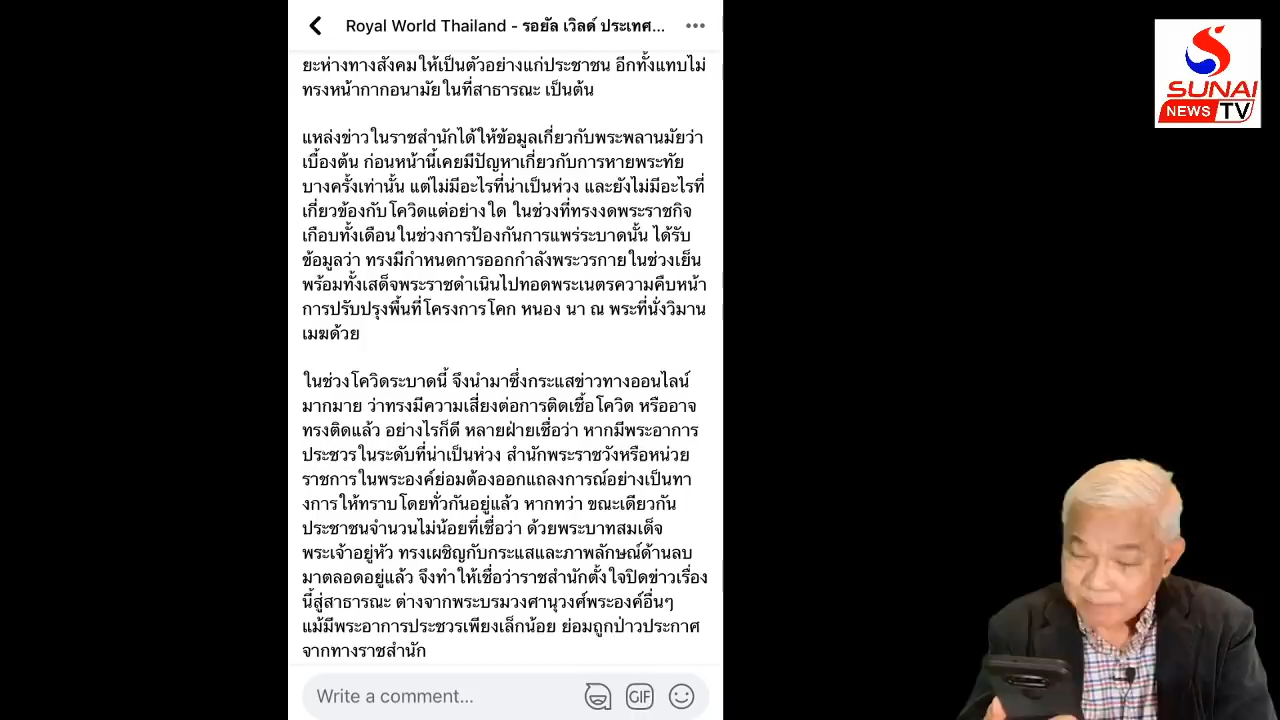 Royal World Thailand - รอยัล เวิลด์ ประเทศ...
ยะห่างทางสังคมให้เป็นตัวอย่างแก่ประชาชน อีกทั้งแทบไม่
ทรงหน้ากากอนามัยในที่สาธารณะ เป็นต้น
แหล่งข่าวในราชสำนักได้ให้ข้อมูลเกี่ยวกับพระพลานมัยว่า
เบื้องต้น ก่อนหน้านี้เคยมีปัญหาเกี่ยวกับการหายพระทัย
บางครั้งเท่านั้น แต่ไม่มีอะไรที่น่าเป็นห่วง และยังไม่มีอะไรที่
เกี่ยวข้องกับโควิดแต่อย่างใด ในช่วงที่ทรงงดพระราชกิจ
เกือบทั้งเดือนในช่วงการป้องกันการแพร่ระบาดนั้น ได้รับ
ข้อมูลว่า ทรงมีกำหนดการออกกำลังพระวรกายในช่วงเย็น
พร้อมทั้งเสด็จพระราชดำเนินไปทอดพระเนตรความคืบหน้า
การปรับปรุงพื้นที่โครงการโคก หนอง นา ณ พระที่นั่งวิมาน
เมฆด้วย
ในช่วงโควิดระบาดนี้ จึงนำมาซึ่งกระแสข่าวทางออนไลน์
มากมาย ว่าทรงมีความเสี่ยงต่อการติดเชื้อโควิด หรืออาจ
ทรงติดแล้ว อย่างไรก็ดี หลายฝ่ายเชื่อว่า หากมีพระอาการ
ประชวรในระดับที่น่าเป็นห่วง สำนักพระราชวังหรือหน่วย
ราชการในพระองค์ย่อมต้องออกแถลงการณ์อย่างเป็นทา
งการให้ทราบโดยทั่วกันอยู่แล้ว หากทว่า ขณะเดียวกัน
ประชาชนจำนวนไม่น้อยที่เชื่อว่า ด้วยพระบาทสมเด็จ
พระเจ้าอยู่หัว ทรงเผชิญกับกระแสและภาพลักษณ์ด้านลบ
มาตลอดอยู่แล้ว จึงทำให้เชื่อว่าราชสำนักตั้งใจปิดข่าวเรื่อง
นี้สู่สาธารณะ ต่างจากพระบรมวงศานุวงศ์พระองค์อื่นๆ
แม้มีพระอาการประชวรเพียงเล็กน้อย ย่อมถูกป่าวประกาศ
จากทางราชสำนัก
Write a comment...
GIF
SUNAI
NEWS TV